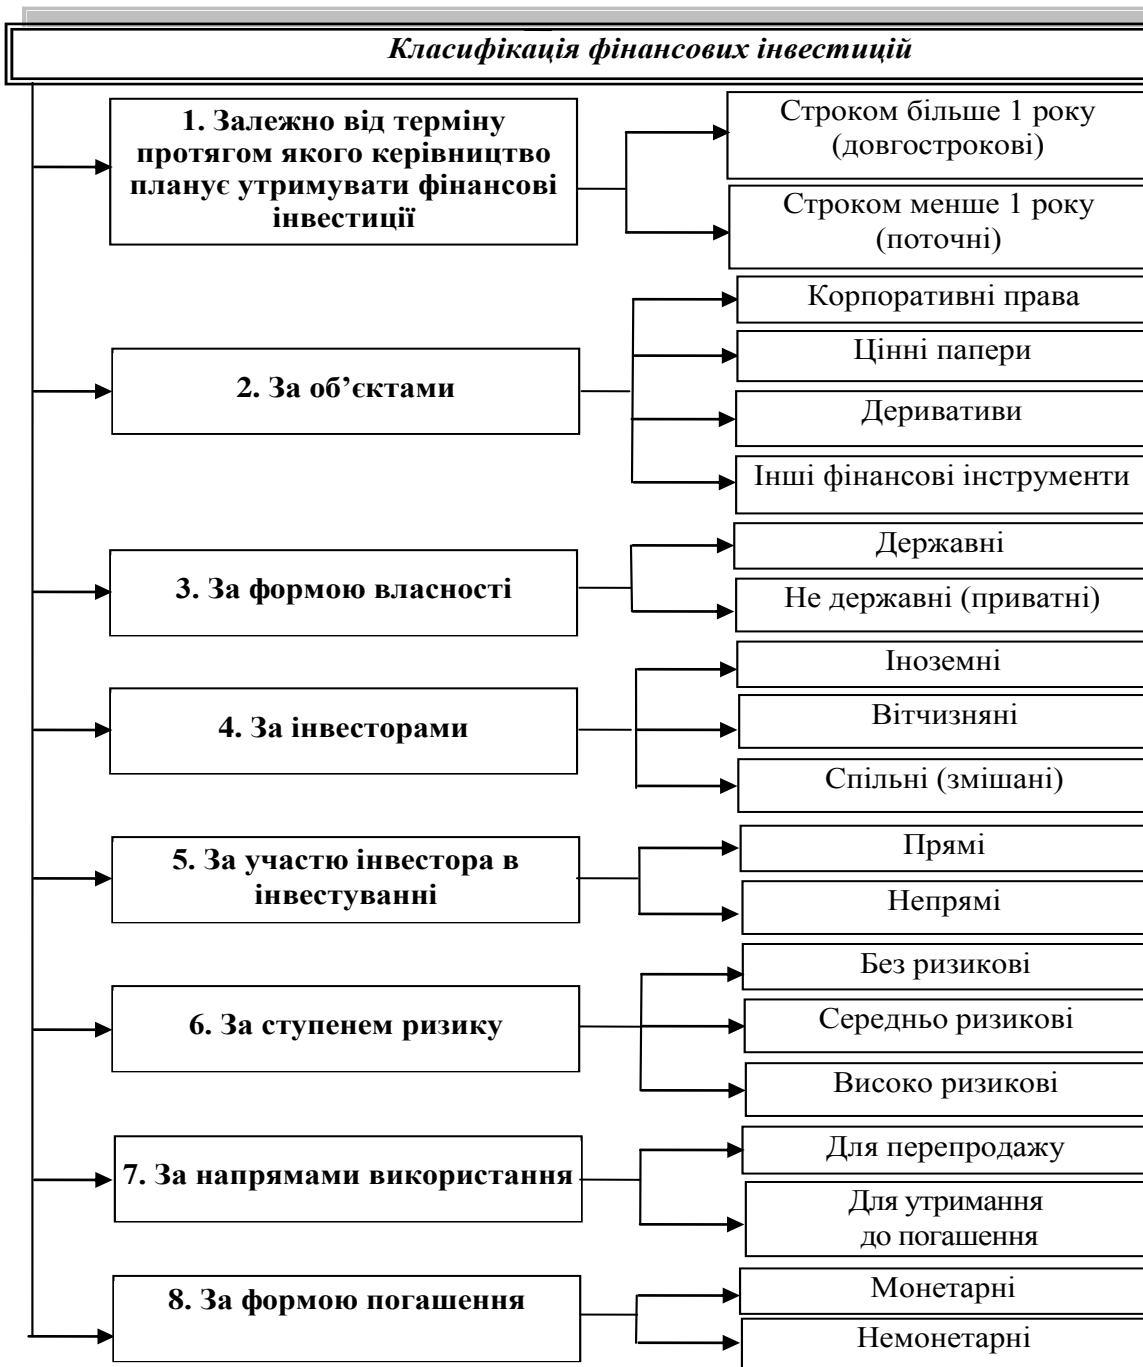 Класифікація фінансових інвестицій
1. Залежно від терміну
протягом якого керівництво
планує утримувати фінансові
інвестиції
Строком більше 1 року
(довгострокові)
Строком менше 1 року
(поточні)
2. За об’єктами
Корпоративні права
Цінні папери
Деривативи
Інші фінансові інструменти
3. За формою власності
Державні
Не державні (приватні)
4. За інвесторами
Іноземні
Вітчизняні
Спільні (змішані)
5. За участю інвестора в
інвестуванні
Прямі
Непрямі
6. За ступенем ризику
Без ризикові
Середньо ризикові
Високо ризикові
7. За напрямами використання
Для перепродажу
Для утримання
до погашення
8. За формою погашення
Монетарні
Немонетарні